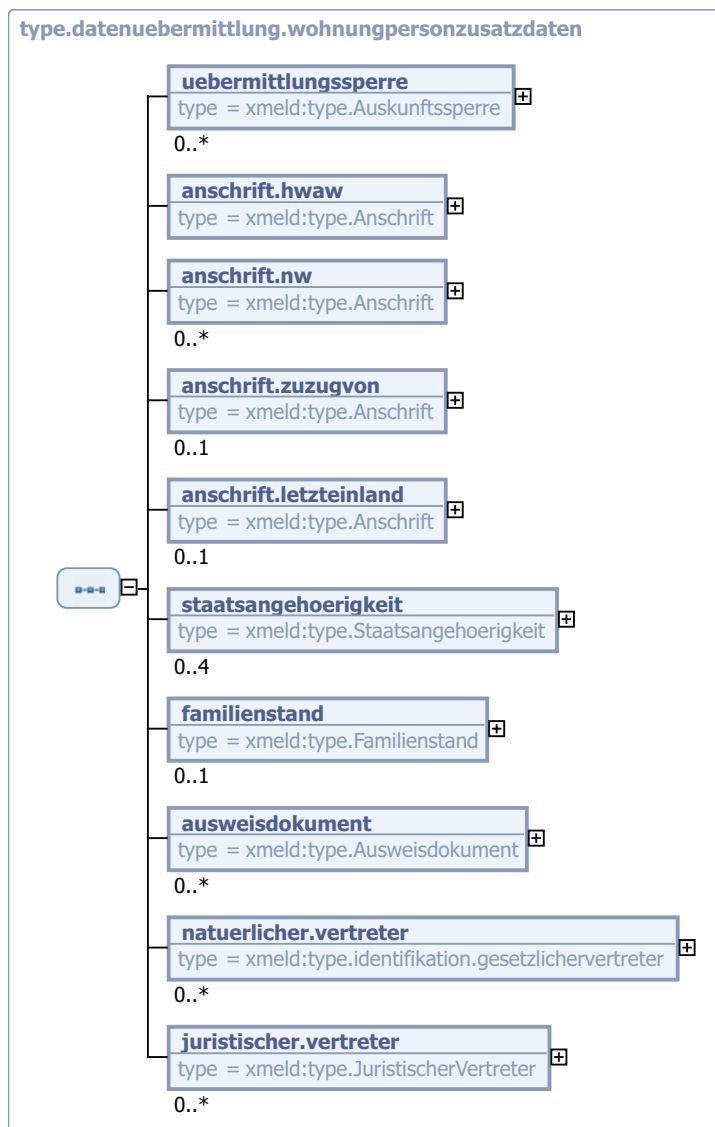 type.datenuebermittlung.wohnungpersonzusatzdaten
uebermittlungssperre
type = xmeld:type.Auskunftssperre
0..*
anschrift.hwaw
type = xmeld:type.Anschrift
anschrift.nw
type = xmeld:type.Anschrift
0..*
anschrift.zuzugvon
type = xmeld:type.Anschrift
0..1
anschrift.letzteinland
type = xmeld:type.Anschrift
0..1
staatsangehoerigkeit
type = xmeld:type.Staatsangehoerigkeit
0..4
familienstand
type = xmeld:type.Familienstand
0..1
ausweisdokument
type = xmeld:type.Ausweisdokument
0..*
natuerlicher.vertreter
type = xmeld:type.identifikation.gesetzlichervertreter
0..*
juristischer.vertreter
type = xmeld:type.JuristischerVertreter
0..*